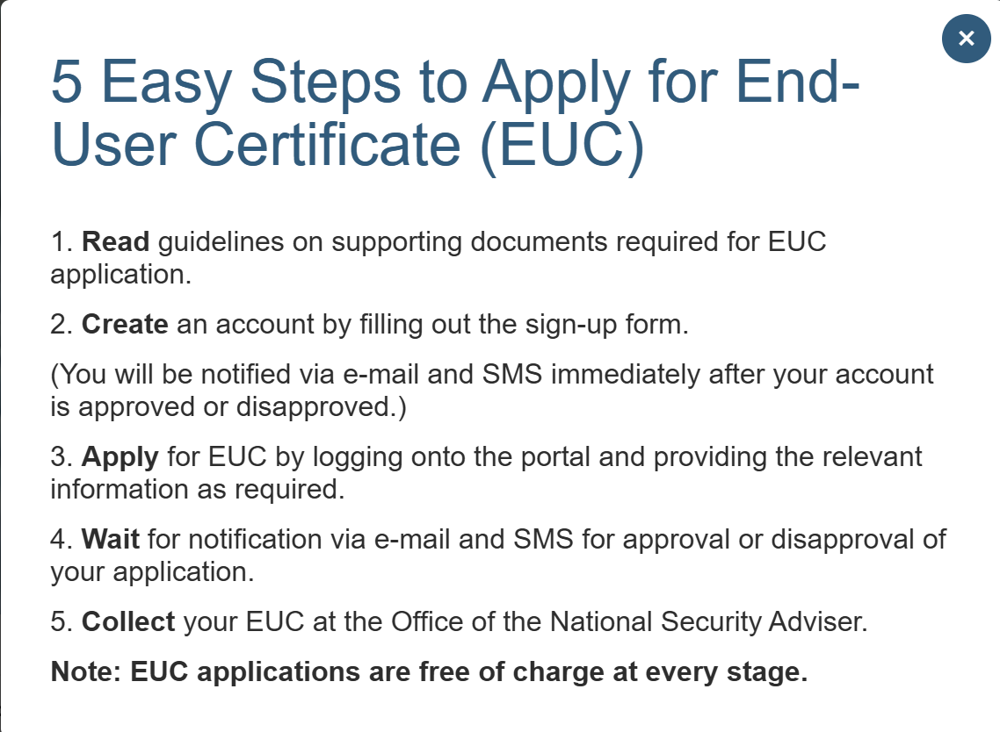 5 Easy Steps to Apply for End-
User Certificate (EUC)
1. Read guidelines on supporting documents required for EUC
application.
2. Create an account by filling out the sign-up form.
(You will be notified via e-mail and SMS immediately after your account
is approved or disapproved.)
3. Apply for EUC by logging onto the portal and providing the relevant
information as required.
4. Wait for notification via e-mail and SMS for approval or disapproval of
your application.
5. Collect your EUC at the Office of the National Security Adviser.
Note: EUC applications are free of charge at every stage.